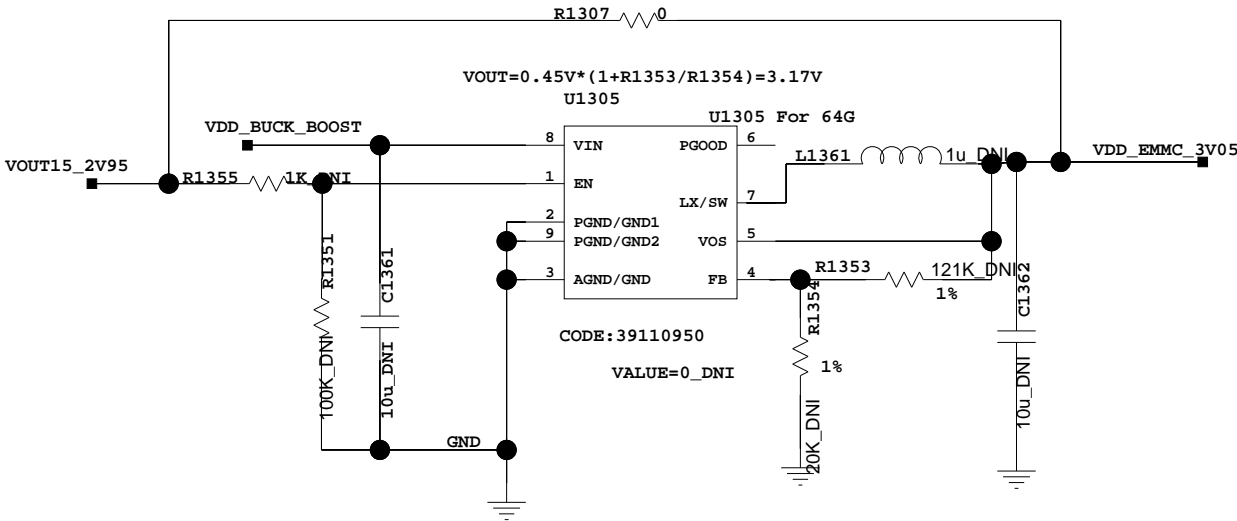 R1307 0
VOUT=0.45V*(1+R1353/R1354)=3.17V
U1305
U1305 For 64G
VDD_BUCK_BOOST
8 VIN
PGOOD 6
L1361
1u_DNI
VDD_EMMC_3V05
VOUT15_2V95
R1355
1K_DNI
1 EN
LX/SW 7
2 PGND/GND1
9 PGND/GND2
VOS 5
3 AGND/GND
FB 4
R1353
121K_DNI
1%
R1351
100K_DNI
C1361
10u_DNI
R1354
1%
20K_DNI
C1362
10u_DNI
CODE:39110950
VALUE=0_DNI
GND